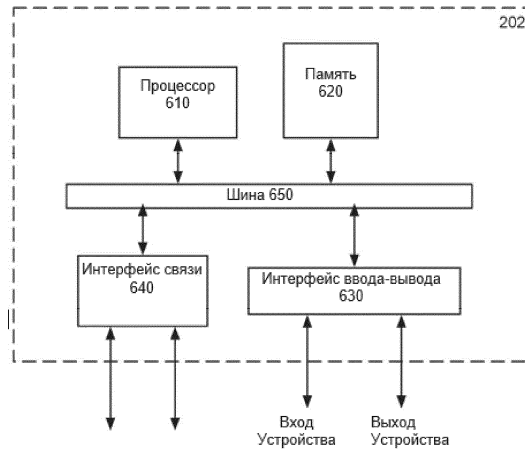 202
Процессор
610
Память
620
Шина 650
Интерфейс связи
640
Интерфейс ввода-вывода
630
Вход
Устройства
Выход
Устройства